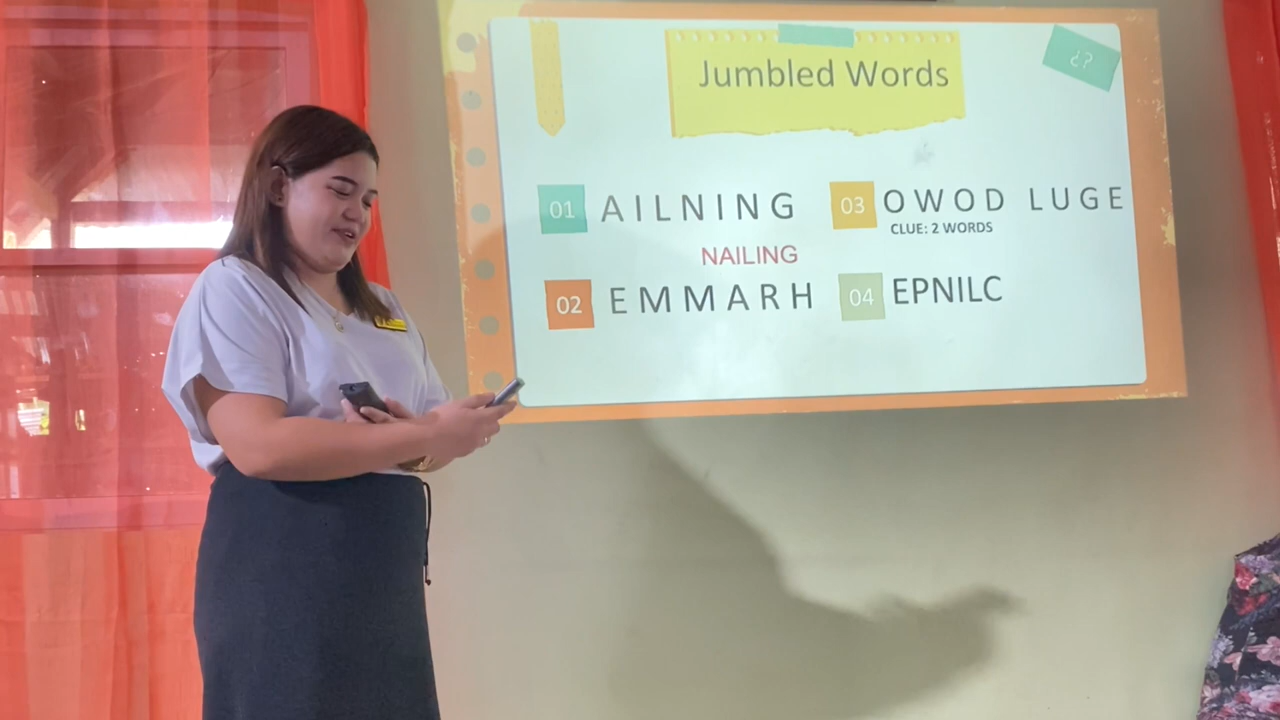 Jumbled Words
¿?
01 AILNING
NAILING
02 EMMARH
03 OWOD LUGE
CLUE: 2 WORDS
04 EPNILC